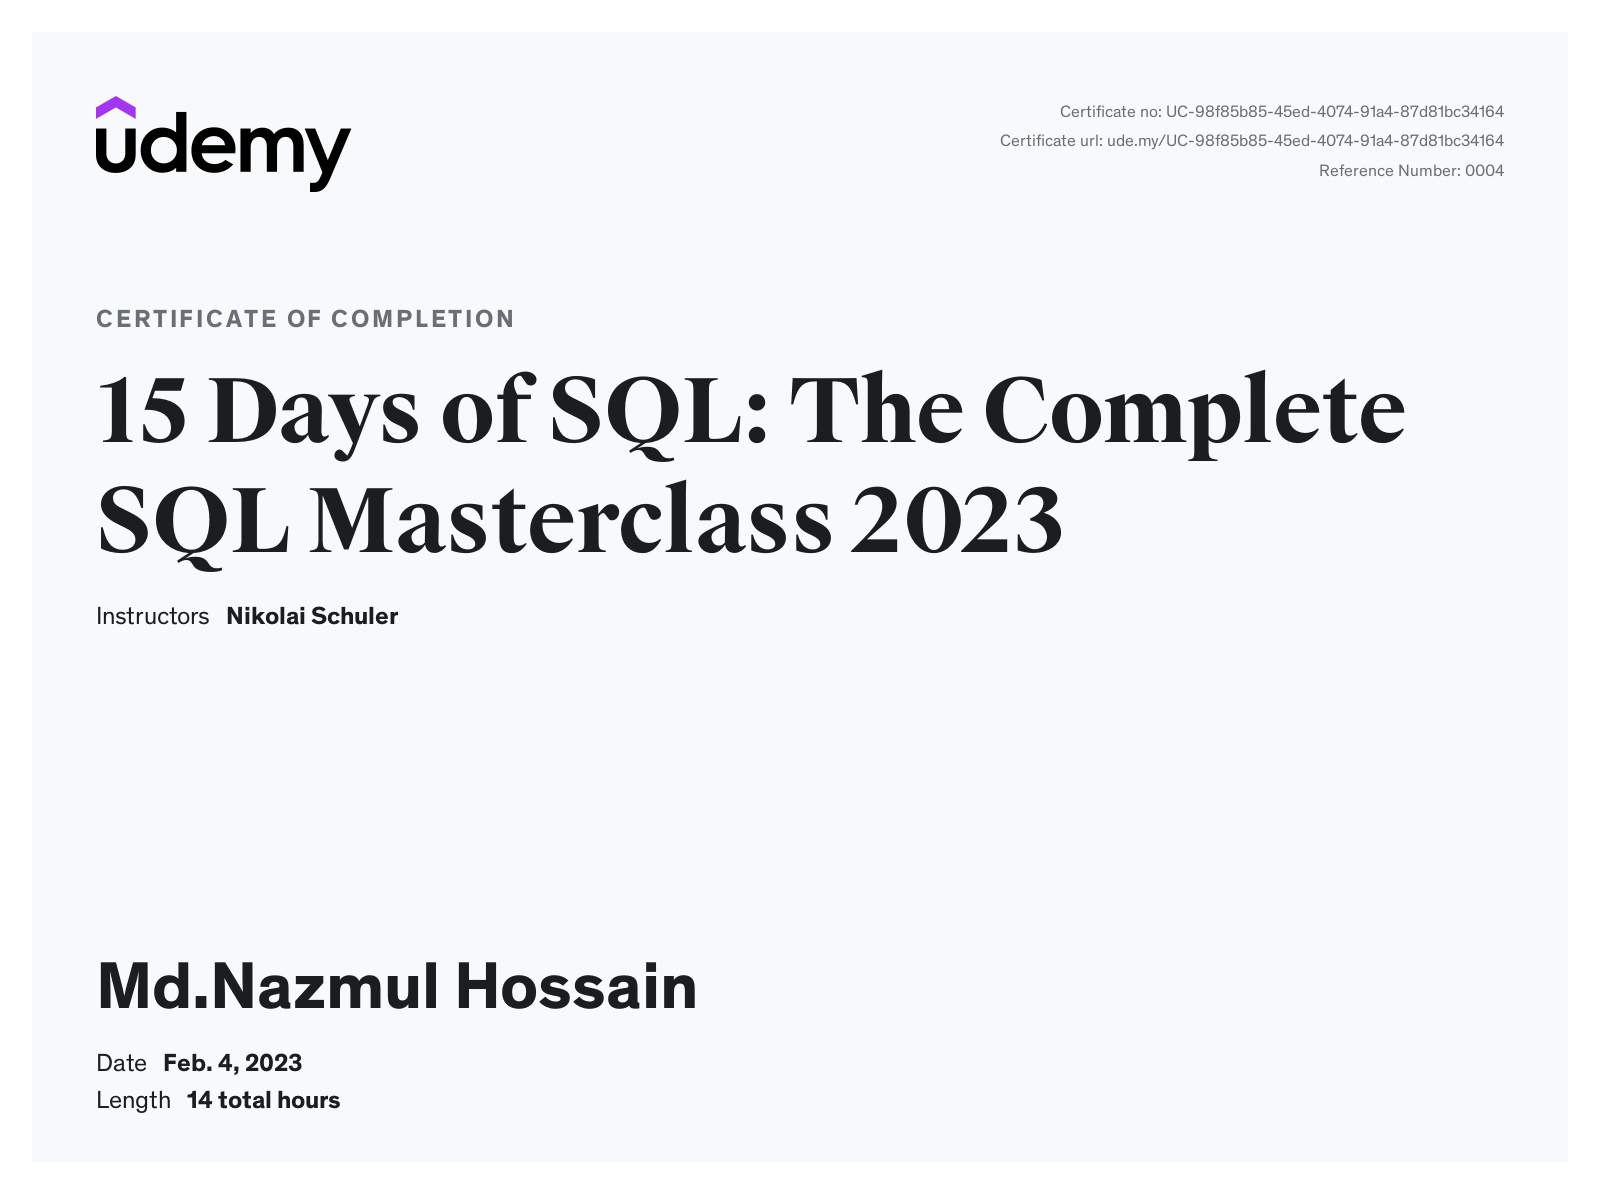 udemy
Certificate no: UC-98f85b85-45ed-4074-91a4-87d81bc34164
Certificate url: ude.my/UC-98f85b85-45ed-4074-91a4-87d81bc34164
Reference Number: 0004
CERTIFICATE OF COMPLETION
15 Days of SQL: The Complete
SQL Masterclass 2023
Instructors Nikolai Schuler
Md.Nazmul Hossain
Date Feb. 4, 2023
Length 14 total hours